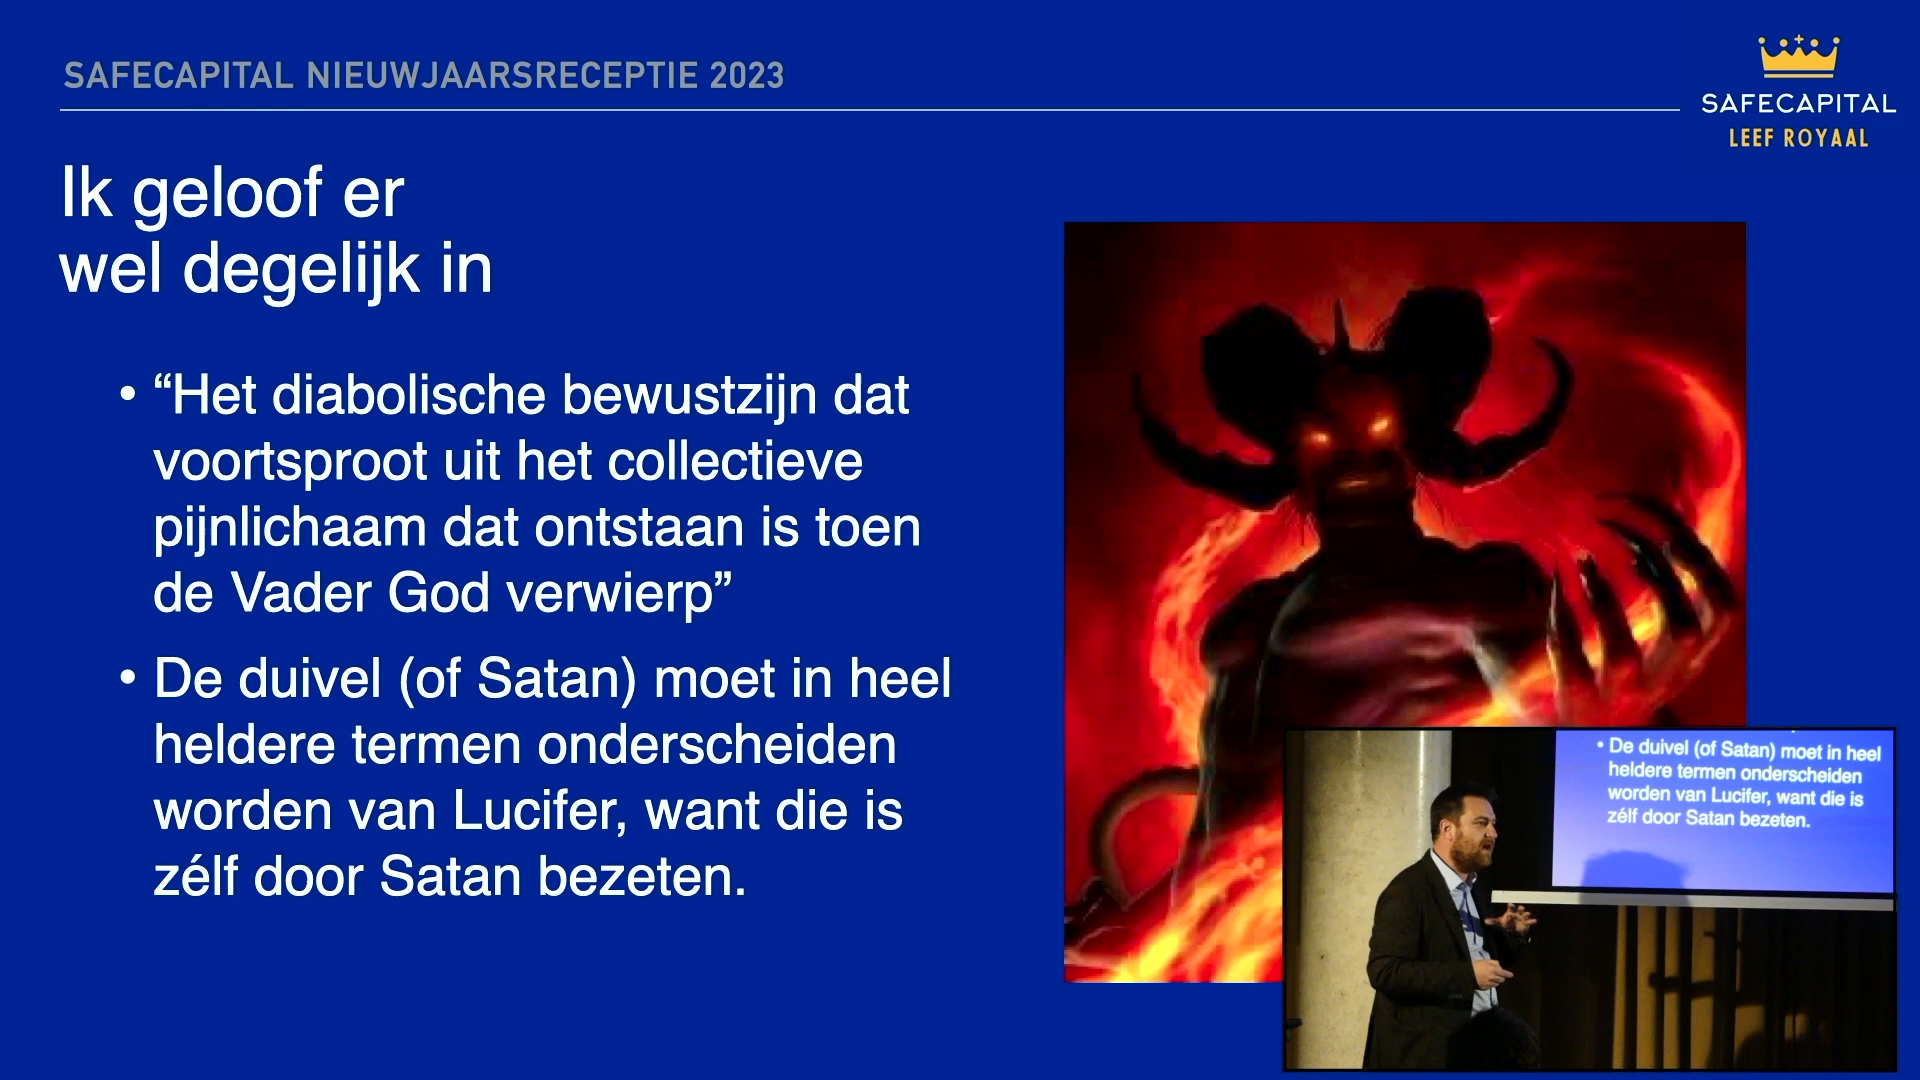 SAFECAPITAL NIEUWJAARSRECEPTIE 2023
SAFECAPITAL
LEEF ROYAAL
Ik geloof er
wel degelijk in
• “Het diabolische bewustzijn dat
voortsproot uit het collectieve
pijnlichaam dat ontstaan is toen
de Vader God verwierp”
• De duivel (of Satan) moet in heel
heldere termen onderscheiden
worden van Lucifer, want die is
zélf door Satan bezeten.
• De duivel (of Satan) moet in heel
heldere termen onderscheiden
worden van Lucifer, want die is
zélf door Satan bezeten.